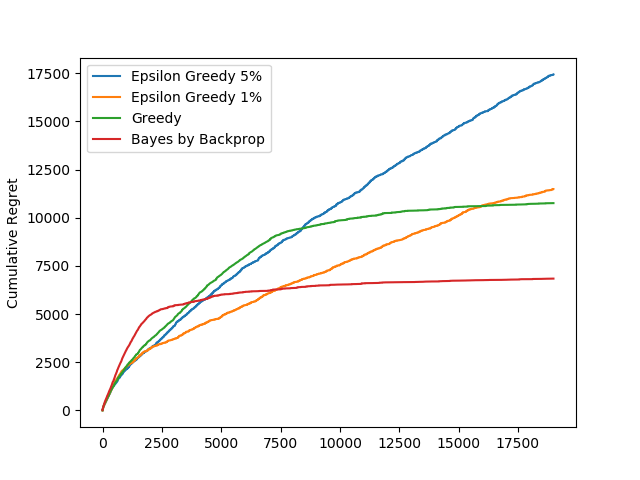 Epsilon Greedy 5%
Epsilon Greedy 1%
Greedy
Bayes by Backprop
Cumulative Regret
17500
15000
12500
10000
7500
5000
2500
0
0 2500 5000 7500 10000 12500 15000 17500